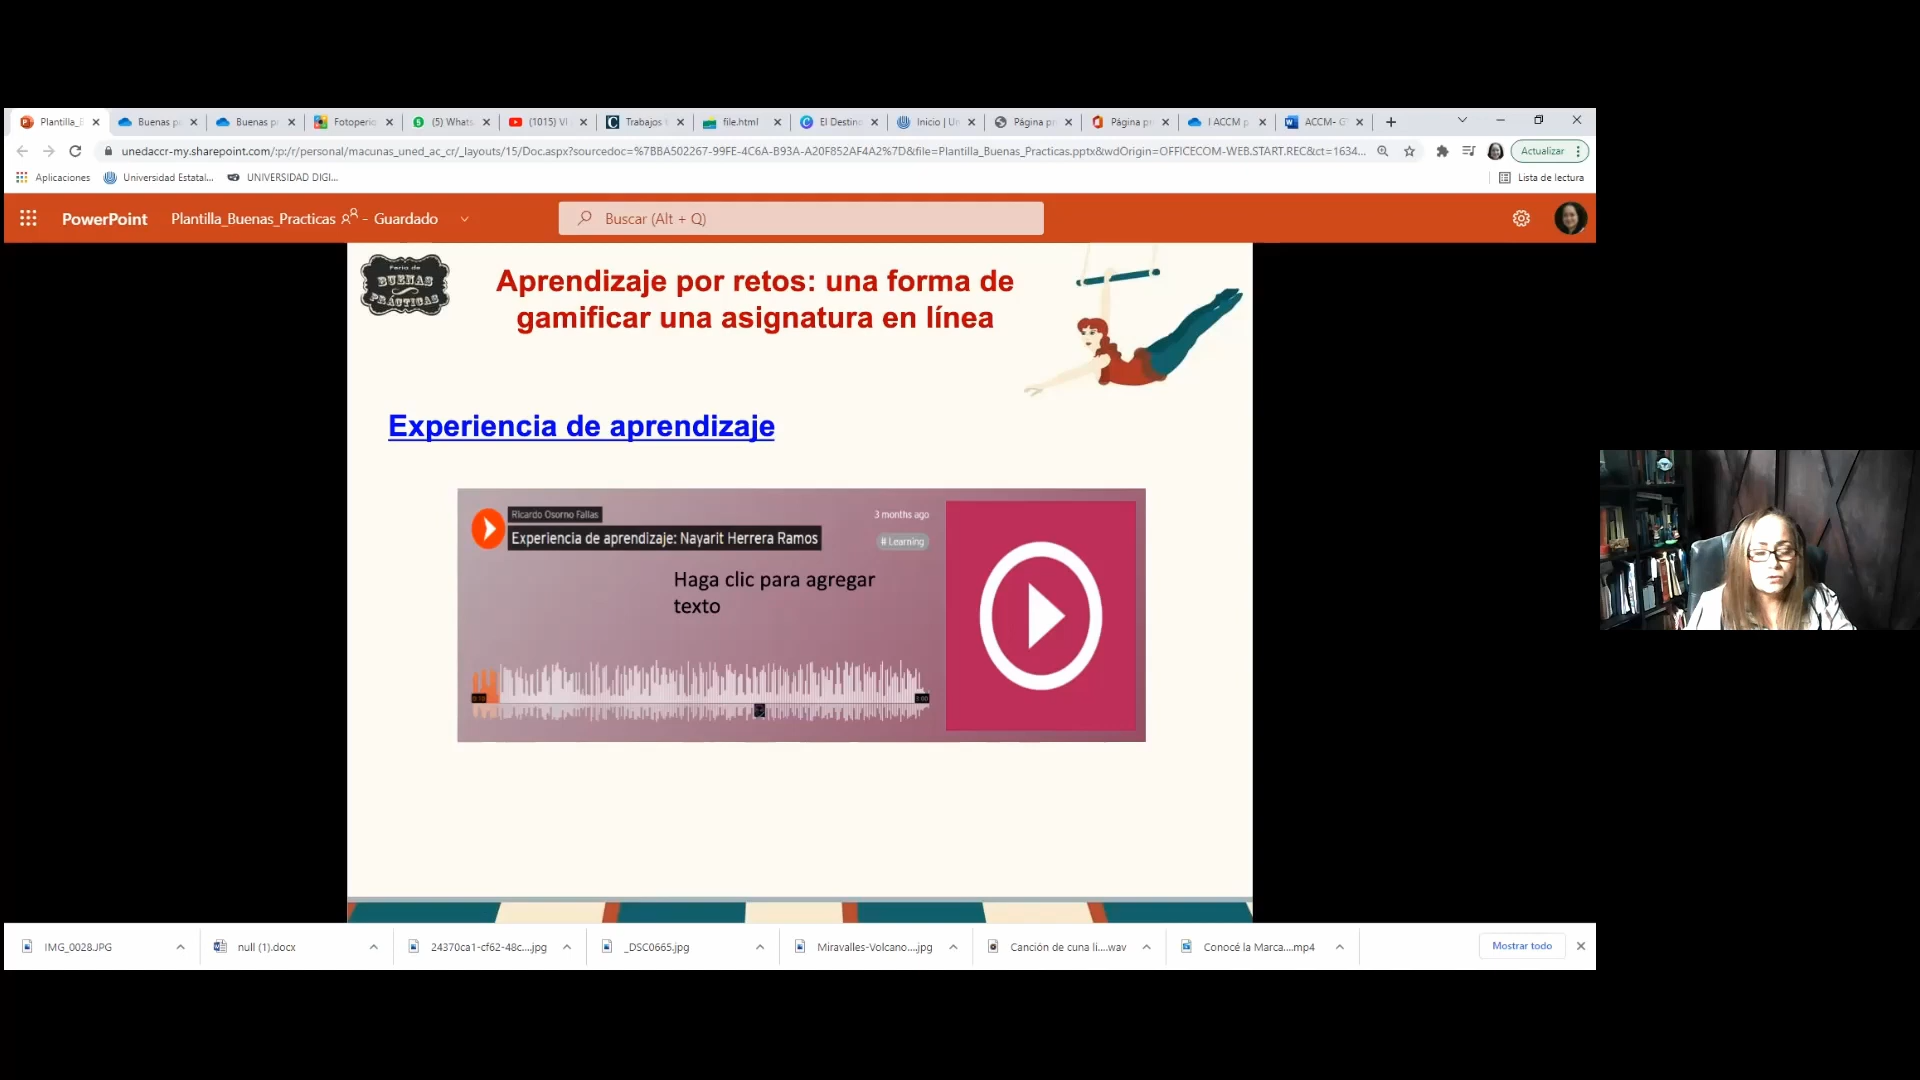 Plantilla_
Buenas p
Buenas p
Fotoperio
(5) Whats
(1015) VI
Trabajos
file.html
El Destino
Inicio | Un
Página pr
Página pr
I ACCM p
ACCM- G
unedaccr-my.sharepoint.com/:p:/r/personal/macunas_uned_ac_cr/_layouts/15/Doc.aspx?sourcedoc=%7BBA502267-99FE-4C6A-B93A-A20F852AF4A2%7D&file=Plantilla_Buenas_Practicas.pptx&wdOrigin=OFFICECOM-WEB.START.REC&ct=1634...
Actualizar
Aplicaciones
Universidad Estatal...
UNIVERSIDAD DIGI...
Lista de lectura
PowerPoint
Plantilla_Buenas_Practicas - Guardado
Buscar (Alt + Q)
Feria de
BUENAS
PRÁCTICAS
Aprendizaje por retos: una forma de
gamificar una asignatura en línea
Experiencia de aprendizaje
Ricardo Osorno Fallas
3 months ago
Experiencia de aprendizaje: Nayarit Herrera Ramos
# Learning
Haga clic para agregar
texto
IMG_0028.JPG
null (1).docx
24370ca1-cf62-48c....jpg
_DSC0665.jpg
Miravalles-Volcano....jpg
Canción de cuna li....wav
Conocé la Marca....mp4
Mostrar todo